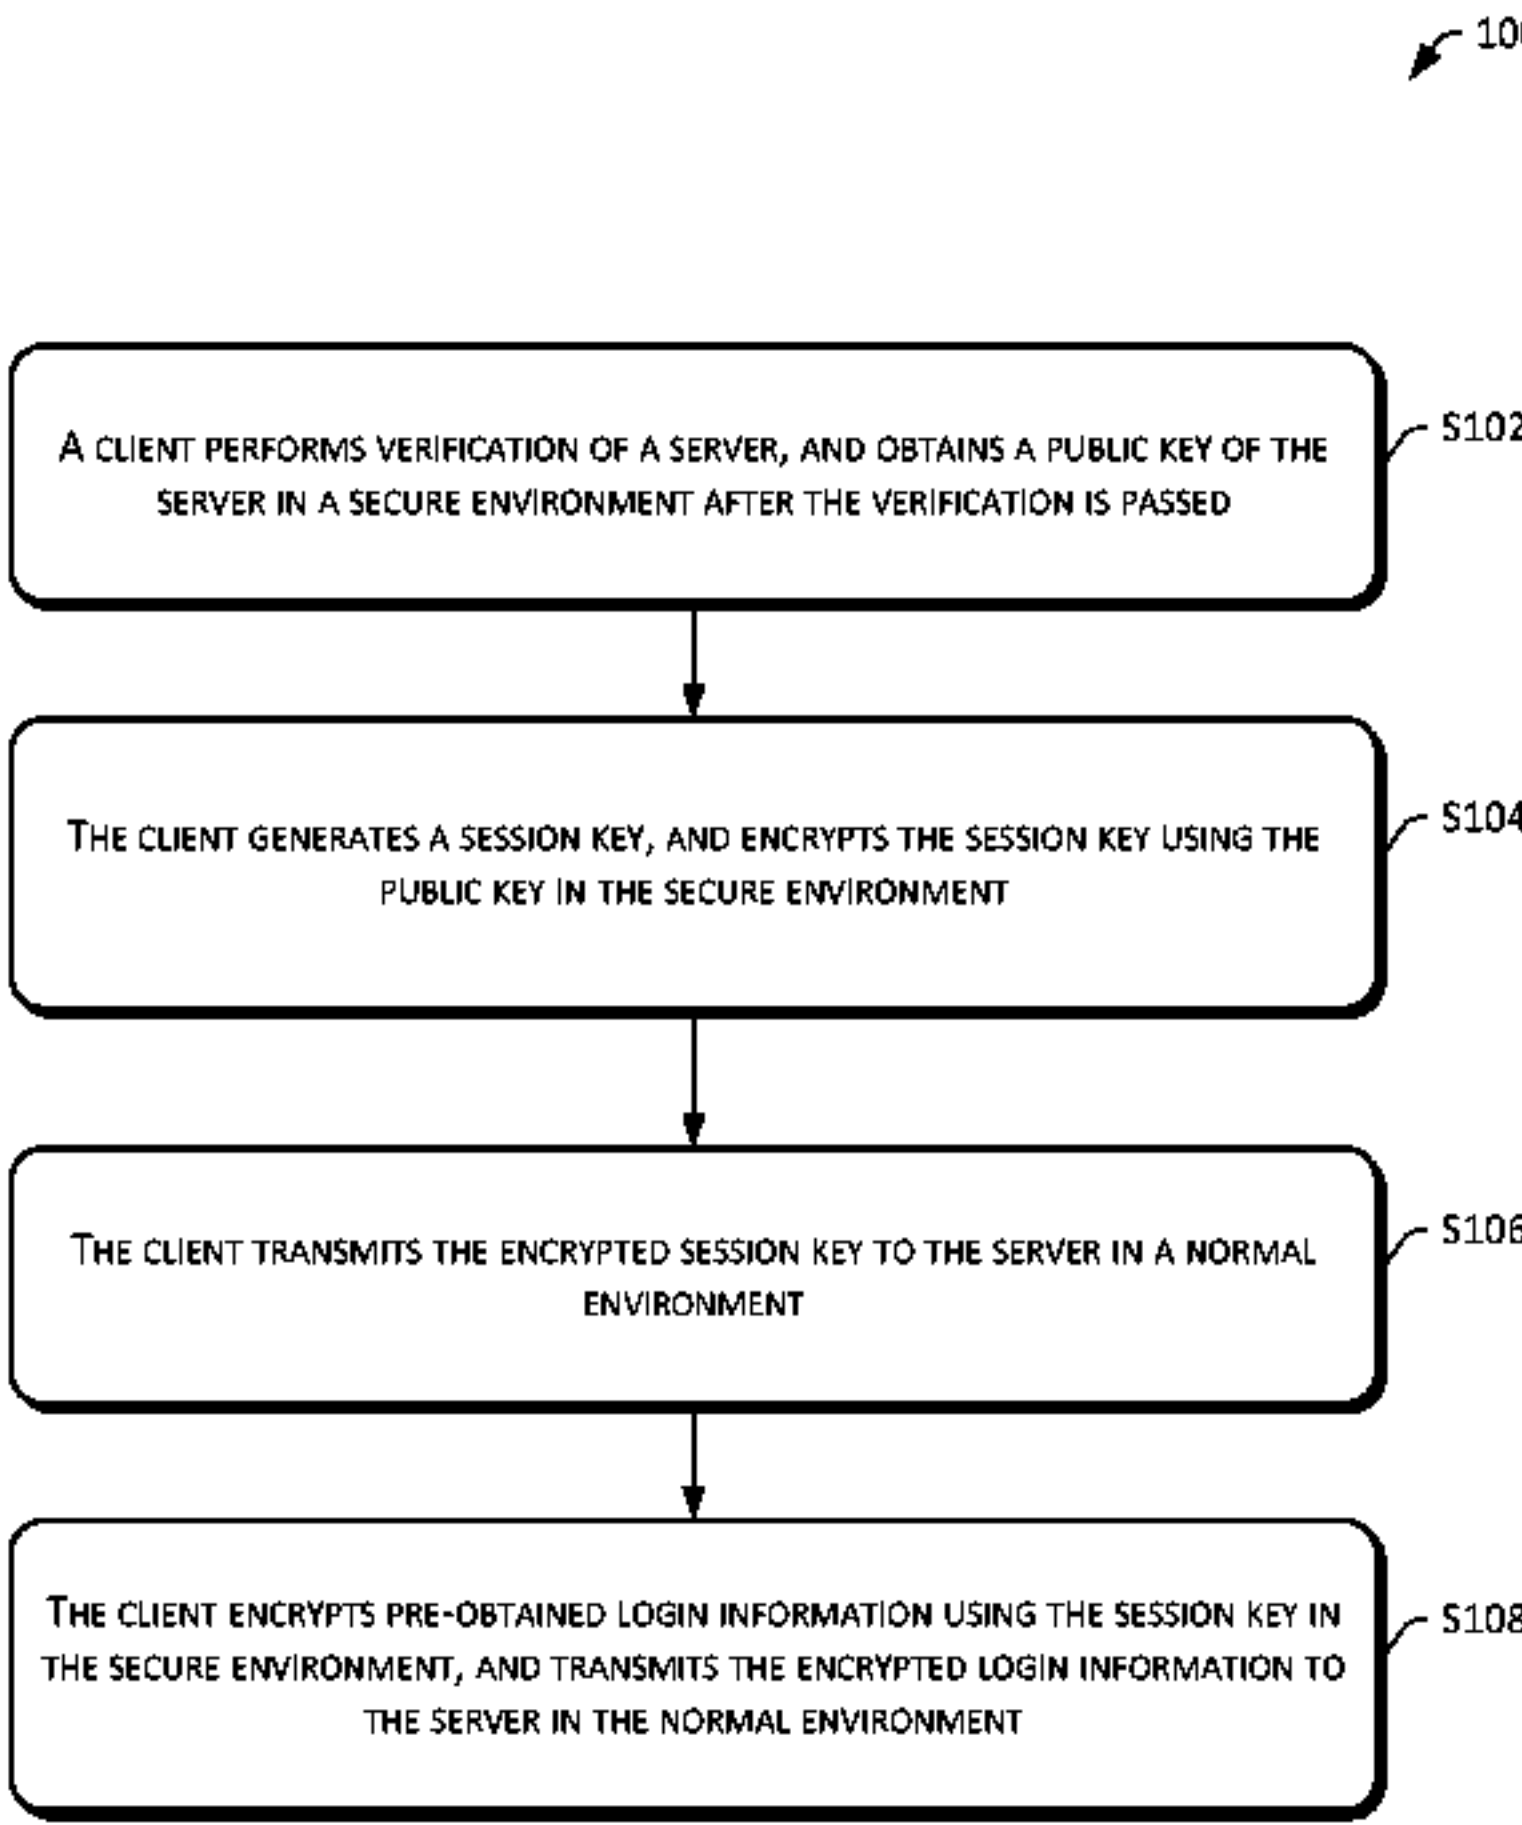 A CLIENT PERFORMS VERIFICATION OF A SERVER, AND OBTAINS A PUBLIC KEY OF THE
SERVER IN A SECURE ENVIRONMENT AFTER THE VERIFICATION IS PASSED
S102
THE CLIENT GENERATES A SESSION KEY, AND ENCRYPTS THE SESSION KEY USING THE
PUBLIC KEY IN THE SECURE ENVIRONMENT
S104
THE CLIENT TRANSMITS THE ENCRYPTED SESSION KEY TO THE SERVER IN A NORMAL
ENVIRONMENT
S106
THE CLIENT ENCRYPTS PRE-OBTAINED LOGIN INFORMATION USING THE SESSION KEY IN
THE SECURE ENVIRONMENT, AND TRANSMITS THE ENCRYPTED LOGIN INFORMATION TO
THE SERVER IN THE NORMAL ENVIRONMENT
S108